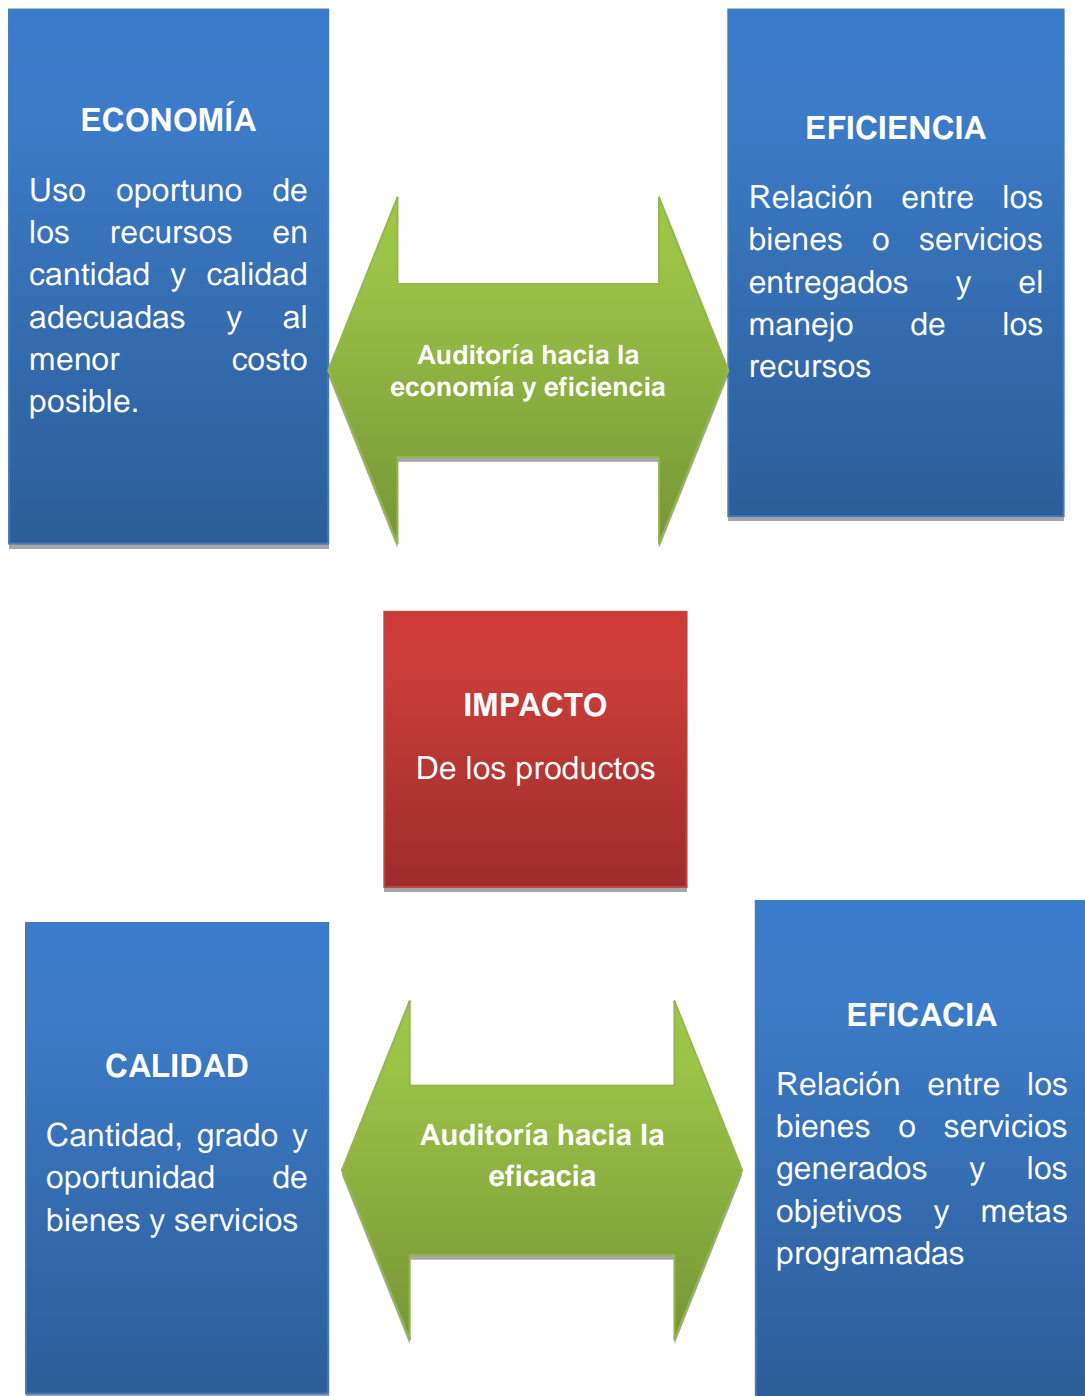 ECONOMÍA
Uso oportuno de
los recursos en
cantidad y calidad
adecuadas y al
menor costo
posible.
Auditoría hacia la
economía y eficiencia
EFICIENCIA
Relación entre los
bienes o servicios
entregados y el
manejo de los
recursos
IMPACTO
De los productos
CALIDAD
Cantidad, grado y
oportunidad de
bienes y servicios
Auditoría hacia la
eficacia
EFICACIA
Relación entre los
bienes o servicios
generados y los
objetivos y metas
programadas